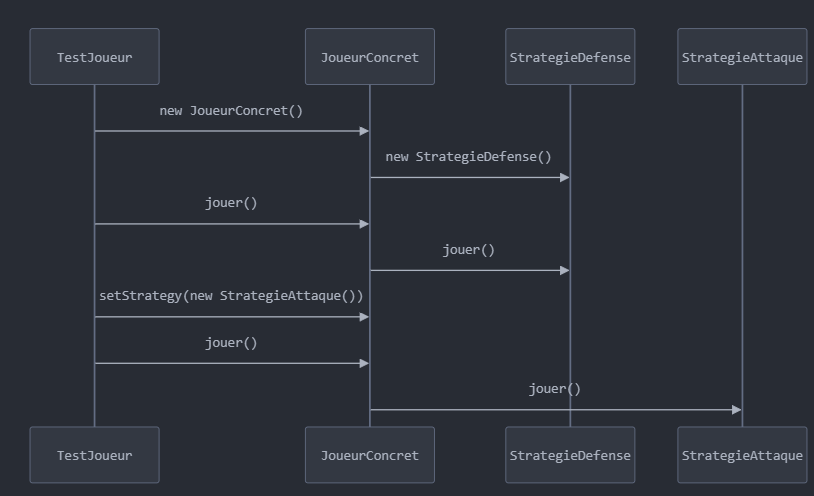 TestJoueur
JoueurConcret
StrategieDefense
StrategieAttaque
new JoueurConcret()
new StrategieDefense()
jouer()
jouer()
setStrategy(new StrategieAttaque())
jouer()
jouer()
TestJoueur
JoueurConcret
StrategieDefense
StrategieAttaque